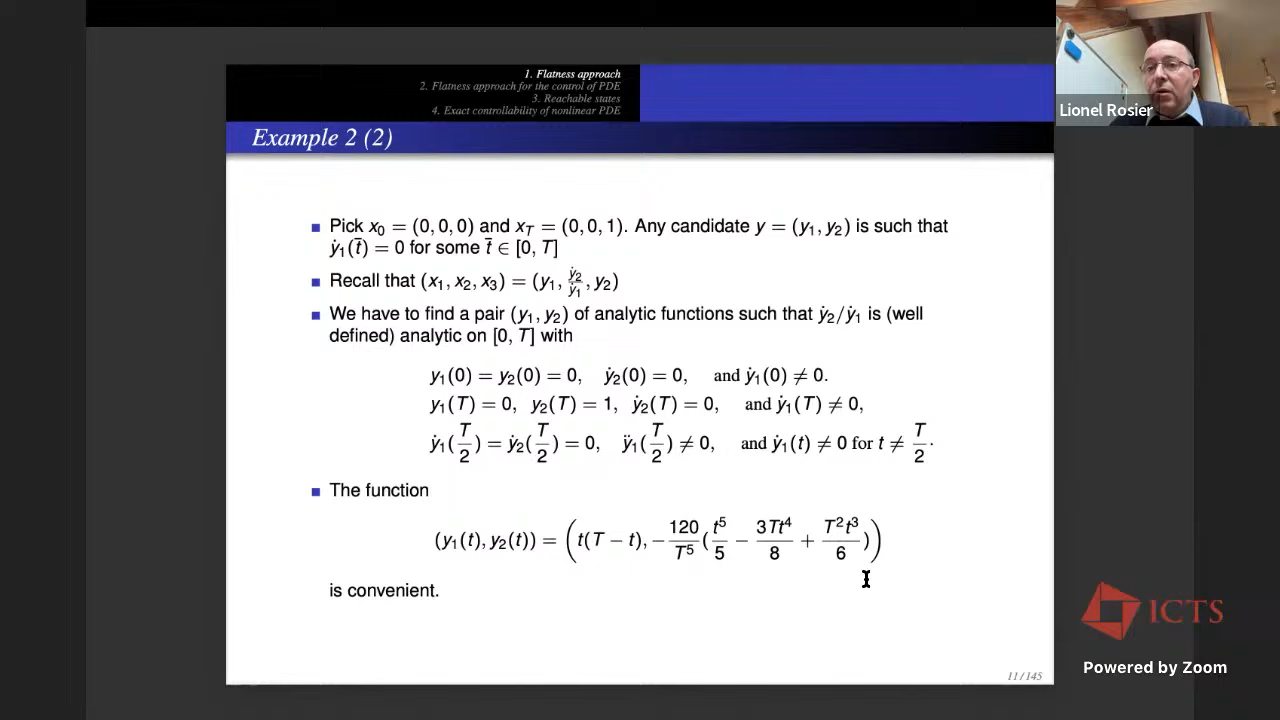 1. Flatness approach
2. Flatness approach for the control of PDE
3. Reachable states
4. Exact controllability of nonlinear PDE
Example 2 (2)
Lionel Rosier
Pick x₀ = (0, 0, 0) and x_T = (0, 0, 1). Any candidate y = (y₁, y₂) is such that
ẏ₁(t̄) = 0 for some t̄ ∈ [0, T]
Recall that (x₁, x₂, x₃) = (y₁, ẏ₂/ẏ₁, y₂)
We have to find a pair (y₁, y₂) of analytic functions such that ẏ₂/ẏ₁ is (well
defined) analytic on [0, T] with
y₁(0) = y₂(0) = 0, ẏ₂(0) = 0, and ẏ₁(0) ≠ 0.
y₁(T) = 0, y₂(T) = 1, ẏ₂(T) = 0, and ẏ₁(T) ≠ 0,
ẏ₁(T/2) = ẏ₂(T/2) = 0, ÿ₁(T/2) ≠ 0, and ẏ₁(t) ≠ 0 for t ≠ T/2.
The function
(y₁(t), y₂(t)) = (t(T − t), −120/T⁵ (t⁵/5 − 3Tt⁴/8 + T²t³/6))
is convenient.
11 / 145
ICTS
Powered by Zoom